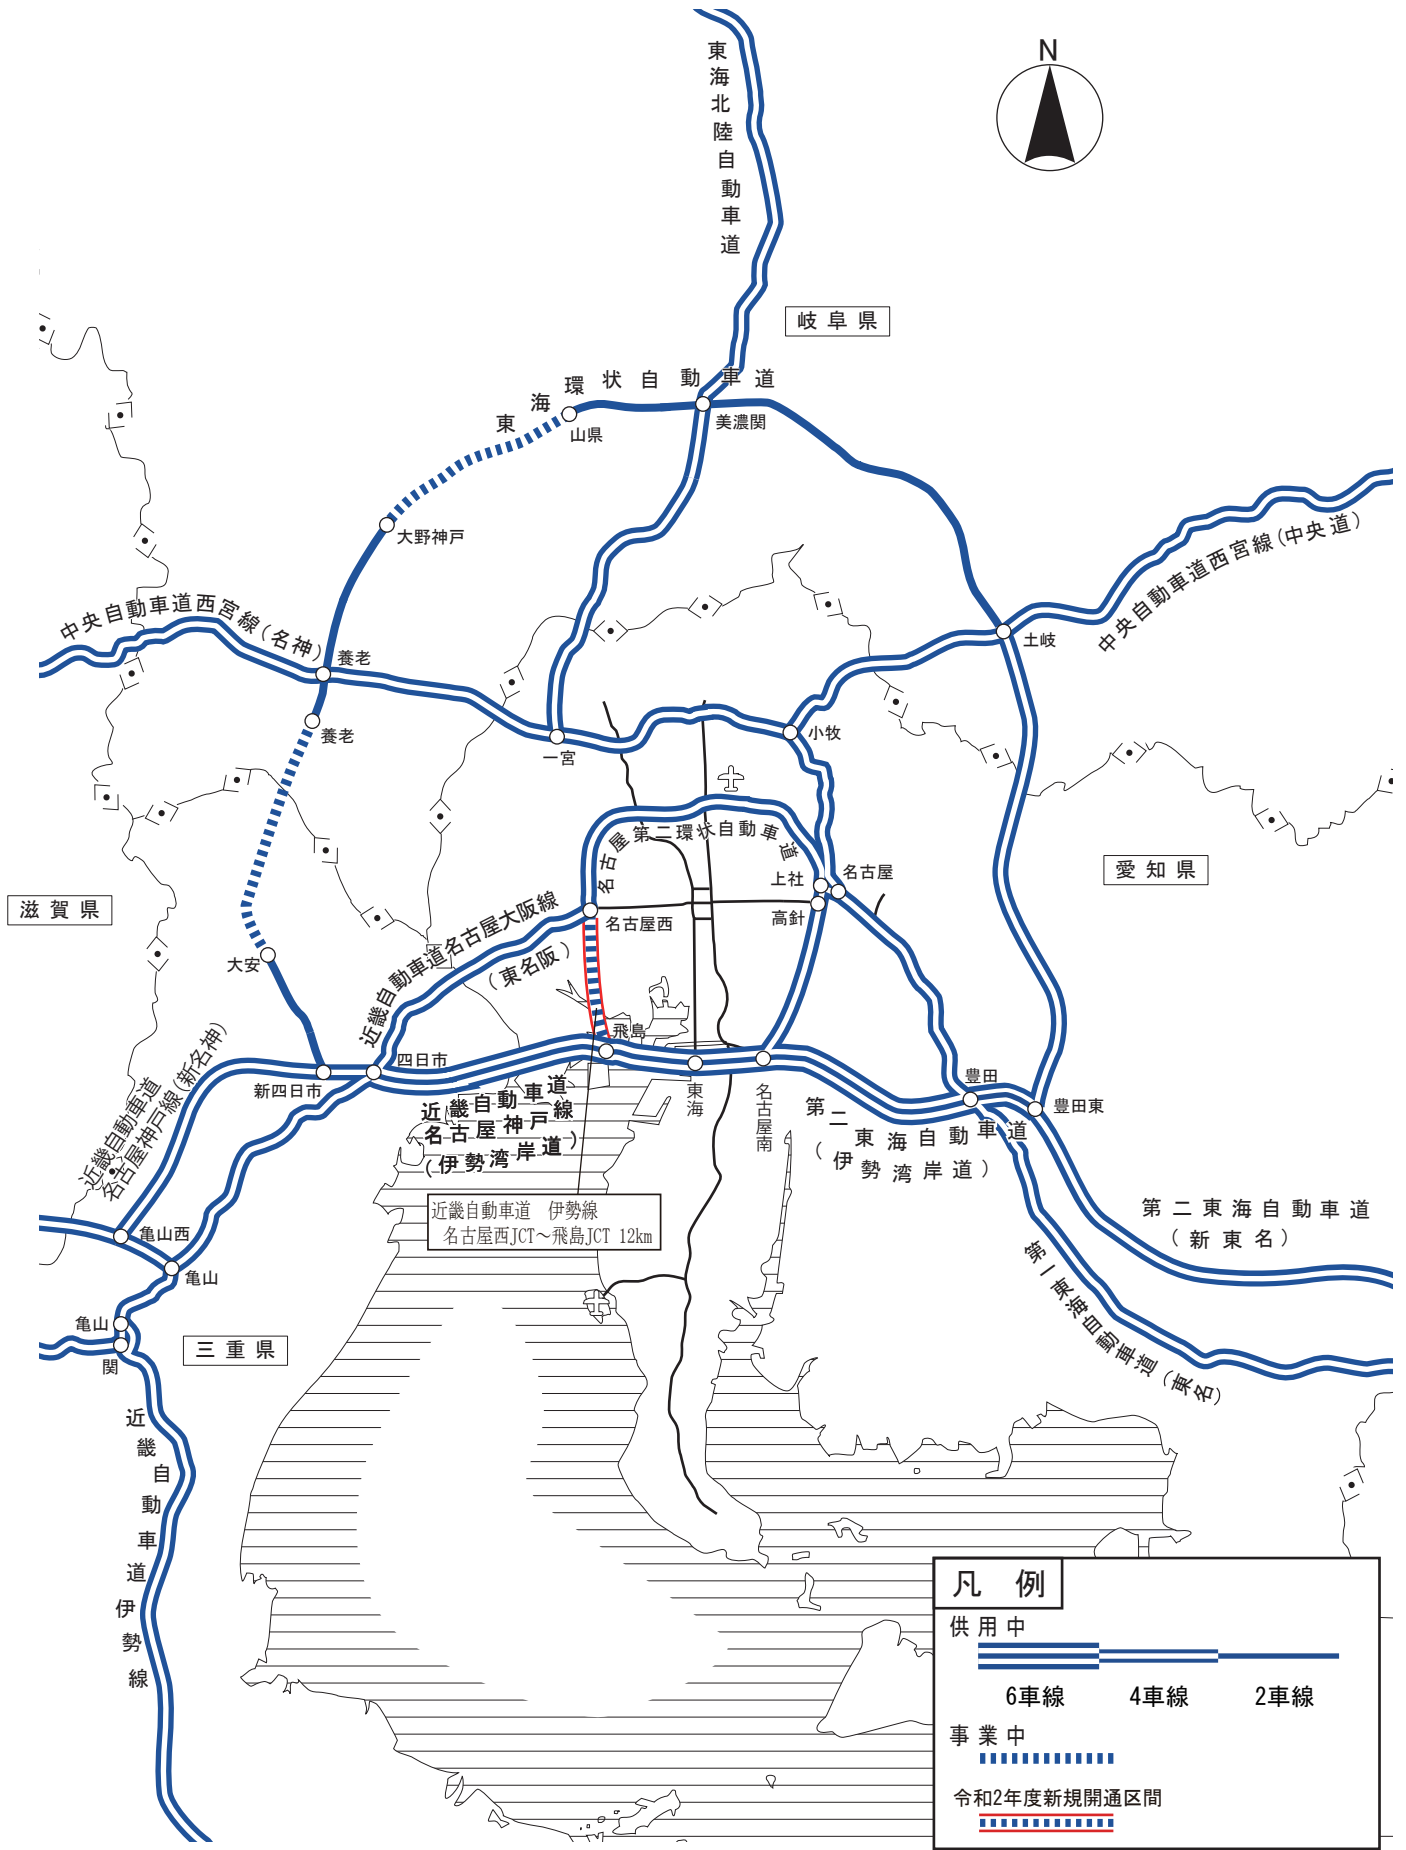 N
東海北陸自動車道
岐阜県
東海環状自動車道
山県
美濃関
大野神戸
中央自動車道西宮線(中央道)
中央自動車道西宮線(名神)
養老
土岐
養老
一宮
小牧
名古屋第二環状自動車道
愛知県
上社
名古屋
滋賀県
近畿自動車道名古屋大阪線
(東名阪)
名古屋西
高針
大安
飛島
四日市
新四日市
近畿自動車道
名古屋神戸線(新名神)
近畿自動車道
名古屋神戸線
(伊勢湾岸道)
東海
名古屋南
豊田
豊田東
第二東海自動車道
(伊勢湾岸道)
近畿自動車道 伊勢線
名古屋西JCT～飛島JCT 12km
第二東海自動車道
(新東名)
亀山西
亀山
第一東海自動車道(東名)
亀山
関
三重県
近畿自動車道伊勢線
凡例
供用中
6車線
4車線
2車線
事業中
令和2年度新規開通区間